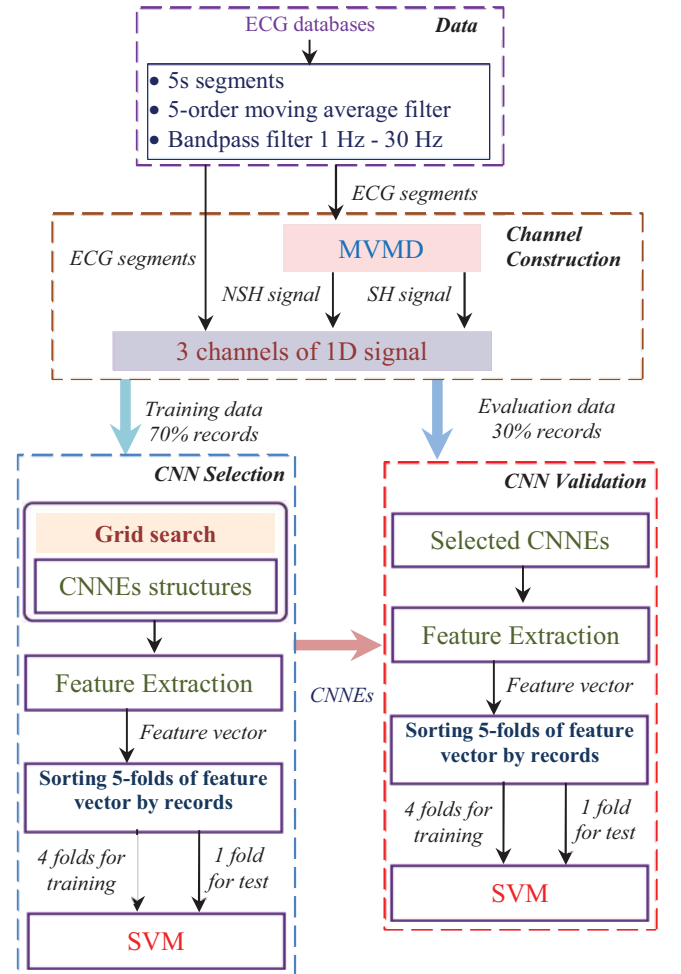 ECG databases
Data
• 5s segments
• 5-order moving average filter
• Bandpass filter 1 Hz - 30 Hz
ECG segments
ECG segments
Channel
Construction
MVMD
NSH signal
SH signal
3 channels of 1D signal
Training data
70% records
Evaluation data
30% records
CNN Selection
Grid search
CNNEs structures
Feature Extraction
Feature vector
Sorting 5-folds of feature
vector by records
4 folds for
training
1 fold
for test
SVM
CNNEs
CNN Validation
Selected CNNEs
Feature Extraction
Feature vector
Sorting 5-folds of feature
vector by records
4 folds for
training
1 fold
for test
SVM